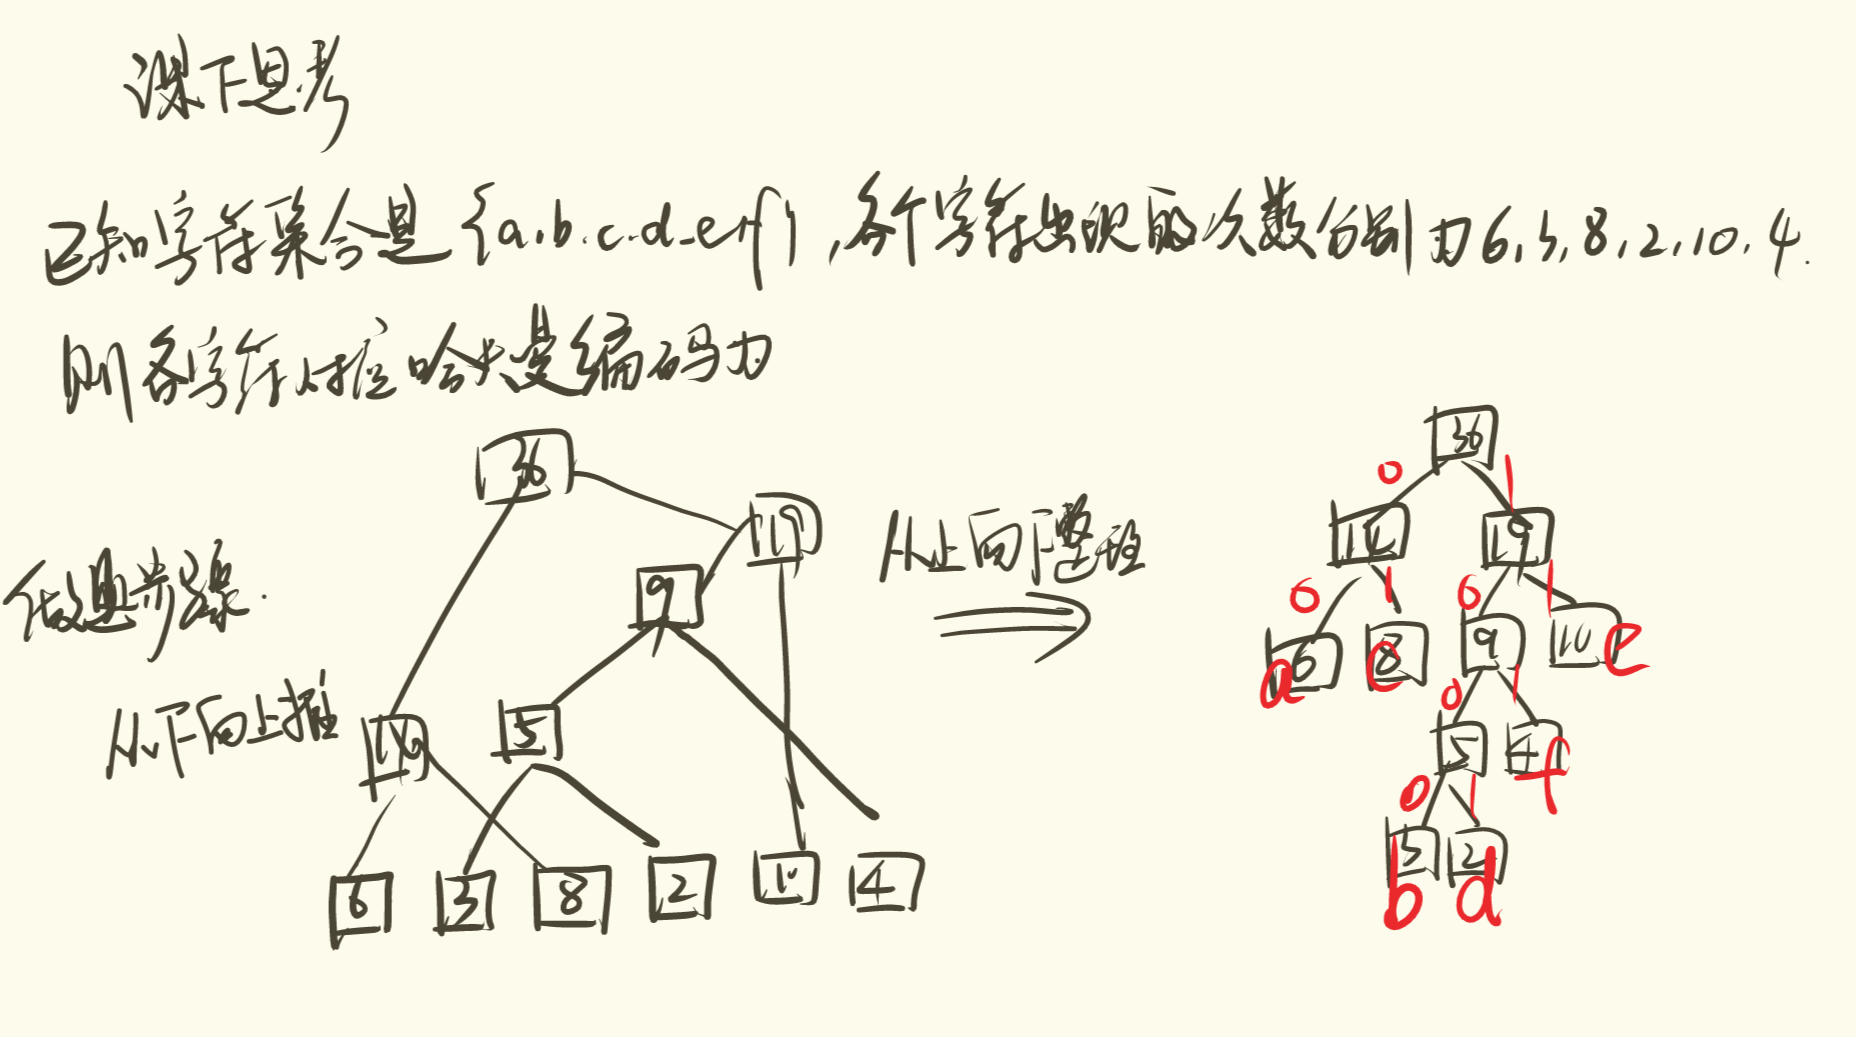 课下思考
已知字符集合是{a.b.c.d.e.f},各个字符出现的次数分别为6,3,8,2,10,4.
则各字符对应哈夫曼编码为
36
19
做题步骤.
9
从下向上推
14
5
6 3 8 2 10 4
从上向下整理
36
0 1
14 19
0 1 0 1
6 8 9 10
a c e
0 1
5 4
f
0 1
3 2
b d